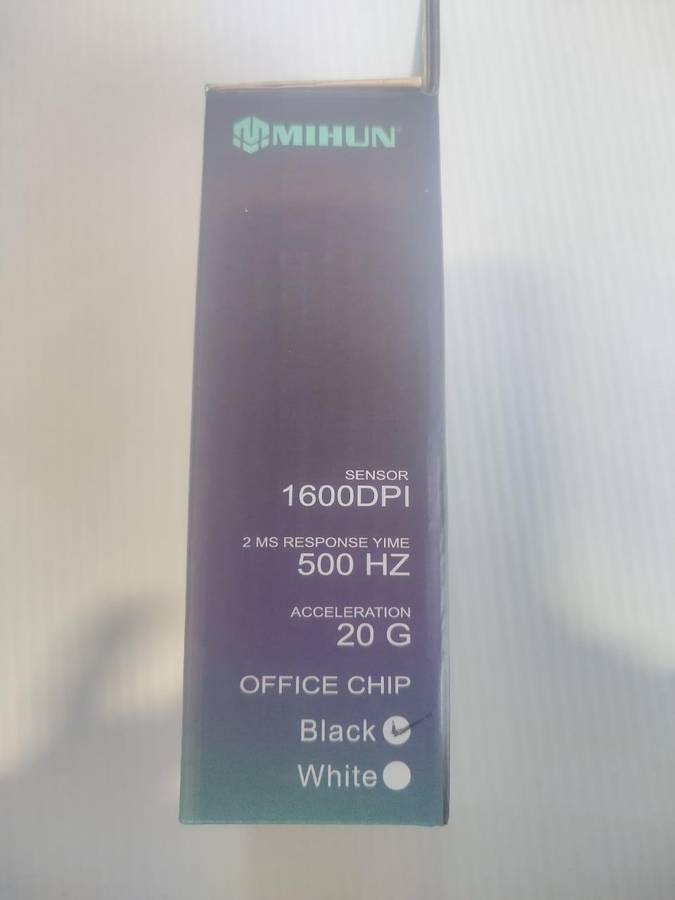 MIHUN
SENSOR
1600DPI
2 MS RESPONSE YIME
500 HZ
ACCELERATION
20 G
OFFICE CHIP
Black
White